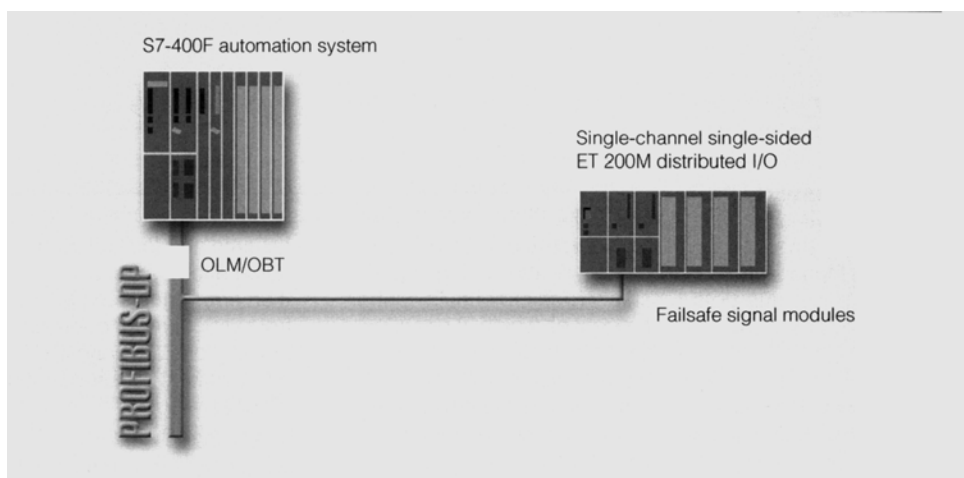 S7-400F automation system
Single-channel single-sided
ET 200M distributed I/O
OLM/OBT
Failsafe signal modules
PROFIBUS-DP